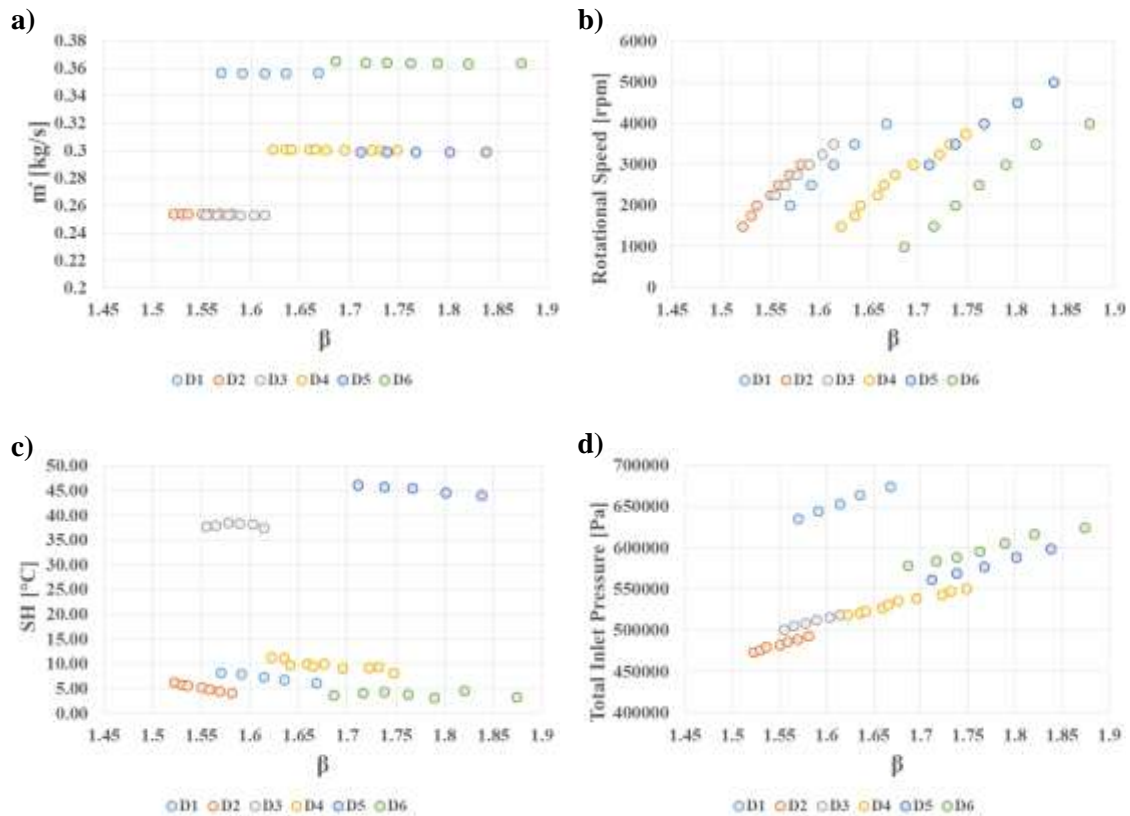 a)
0.38
0.36
0.34
0.32
0.3
0.28
0.26
0.24
0.22
0.2
ṁ [kg/s]
1.45 1.5 1.55 1.6 1.65 1.7 1.75 1.8 1.85 1.9
β
D1 D2 D3 D4 D5 D6
b)
6000
5000
4000
3000
2000
1000
0
Rotational Speed [rpm]
1.45 1.5 1.55 1.6 1.65 1.7 1.75 1.8 1.85 1.9
β
D1 D2 D3 D4 D5 D6
c)
50.00
45.00
40.00
35.00
30.00
25.00
20.00
15.00
10.00
5.00
0.00
SH [°C]
1.45 1.5 1.55 1.6 1.65 1.7 1.75 1.8 1.85 1.9
β
D1 D2 D3 D4 D5 D6
d)
700000
650000
600000
550000
500000
450000
400000
Total Inlet Pressure [Pa]
1.45 1.5 1.55 1.6 1.65 1.7 1.75 1.8 1.85 1.9
β
D1 D2 D3 D4 D5 D6